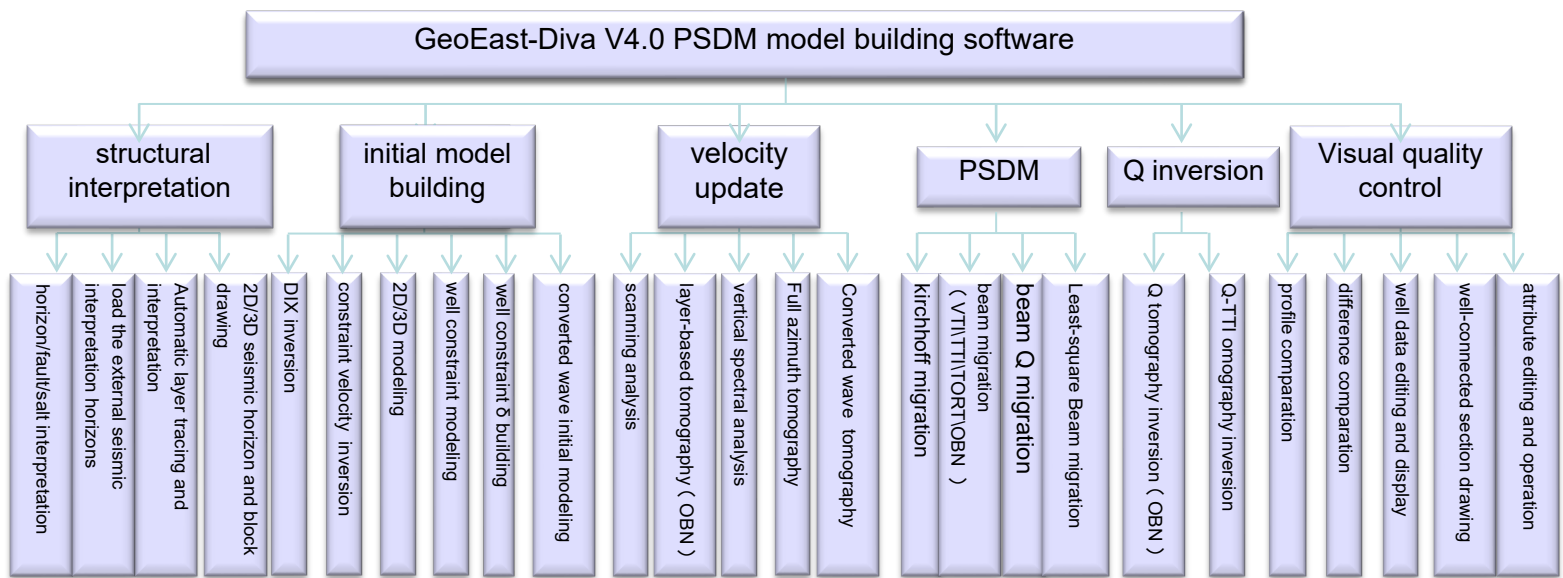 GeoEast-Diva V4.0 PSDM model building software
structural
interpretation
initial model
building
velocity
update
PSDM
Q inversion
Visual quality
control
horizon/fault/salt interpretation
load the external seismic
interpretation horizons
Automatic layer tracing and
interpretation
2D/3D seismic horizon and block
drawing
DIX inversion
constraint velocity inversion
2D/3D modeling
well constraint modeling
well constraint δ building
converted wave initial modeling
scanning analysis
layer-based tomography（OBN）
vertical spectral analysis
Full azimuth tomography
Converted wave tomography
kirchhoff migration
beam migration
（VTI\TTI\TORT\OBN）
beam Q migration
Least-square Beam migration
Q tomography inversion（OBN）
Q-TTI omography inversion
profile comparation
difference comparation
well data editing and display
well-connected section drawing
attribute editing and operation